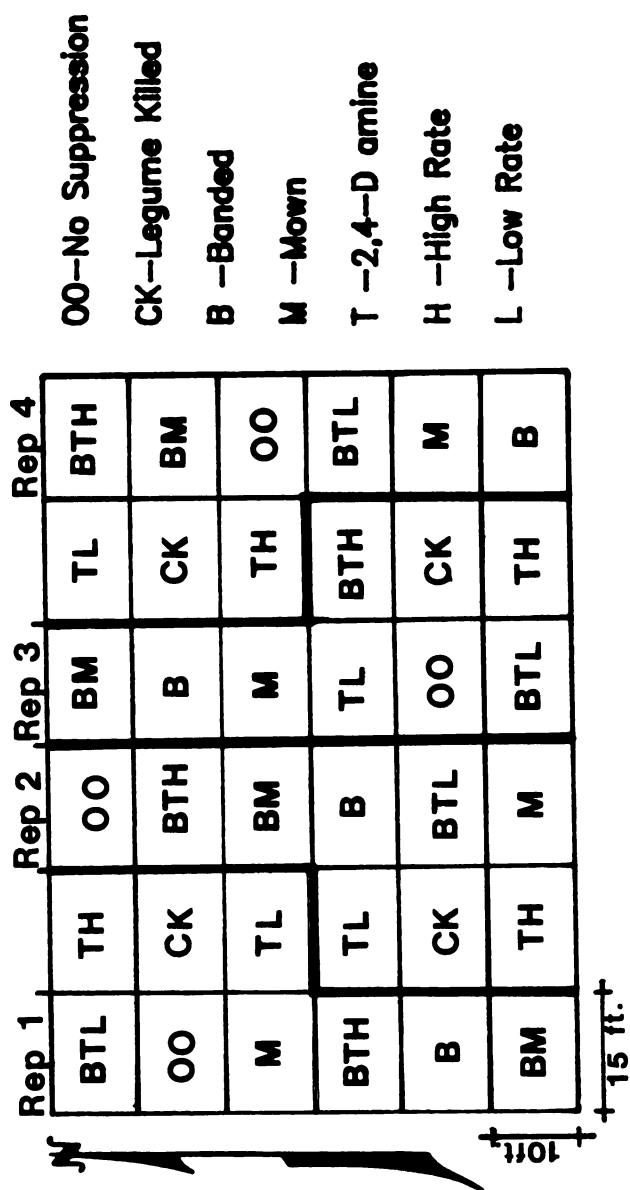 Rep 1 Rep 2 Rep 3 Rep 4
BTL TH OO BM TL BTH
OO CK BTH B CK BM
M TL BM M TH OO
BTH TL B TL BTH BTL
B CK BTL OO CK M
BM TH M BTL TH B
OO-No Suppression
CK-Legume Killed
B -Banded
M -Mown
T -2,4-D amine
H -High Rate
L -Low Rate
N
10ft.
15 ft.